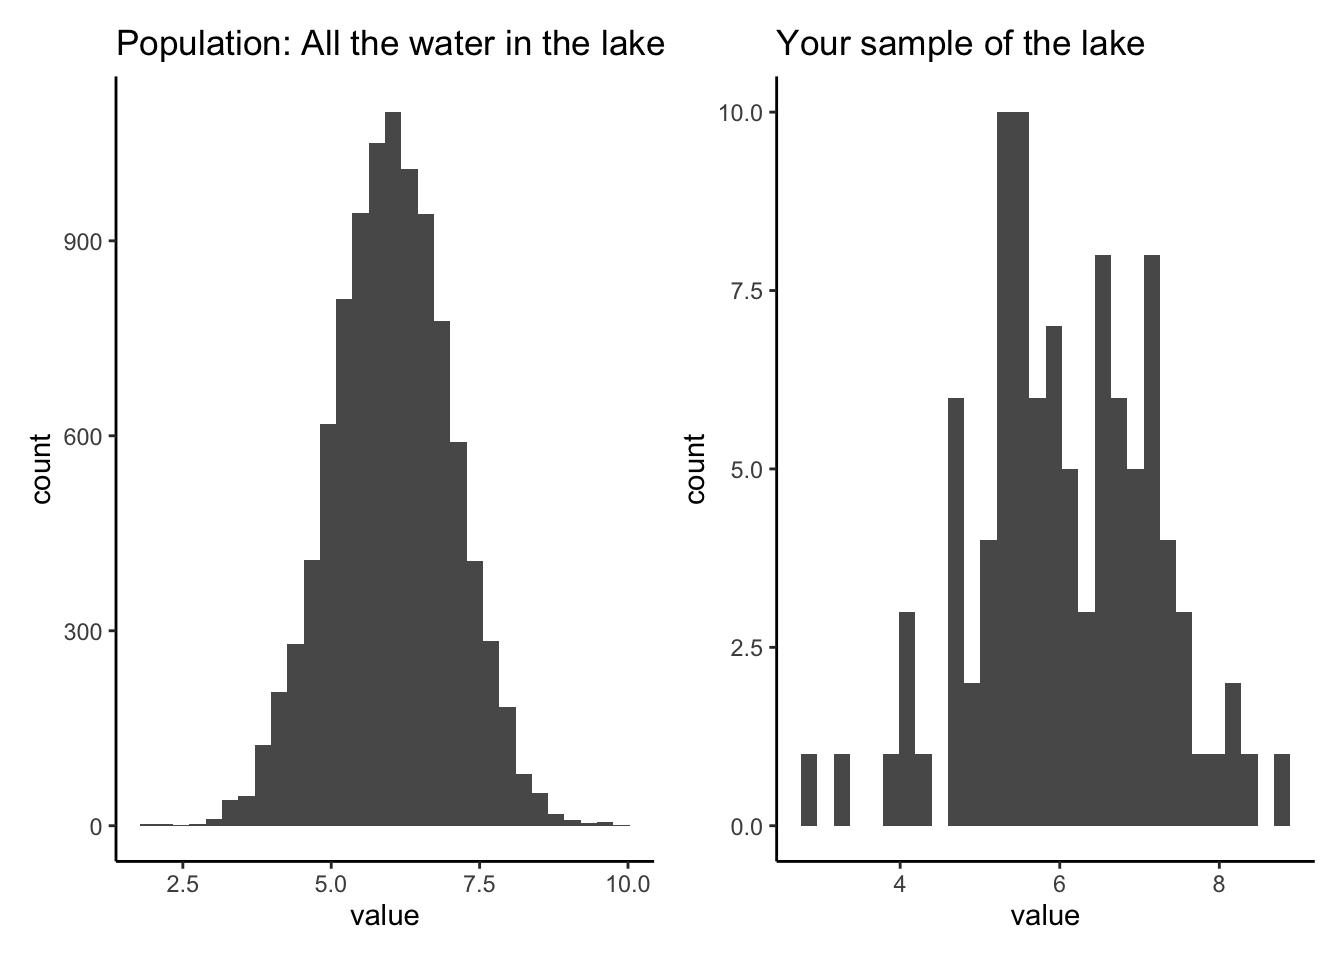 Population: All the water in the lake
count
900
600
300
0
2.5
5.0
7.5
10.0
value
Your sample of the lake
count
10.0
7.5
5.0
2.5
0.0
4
6
8
value